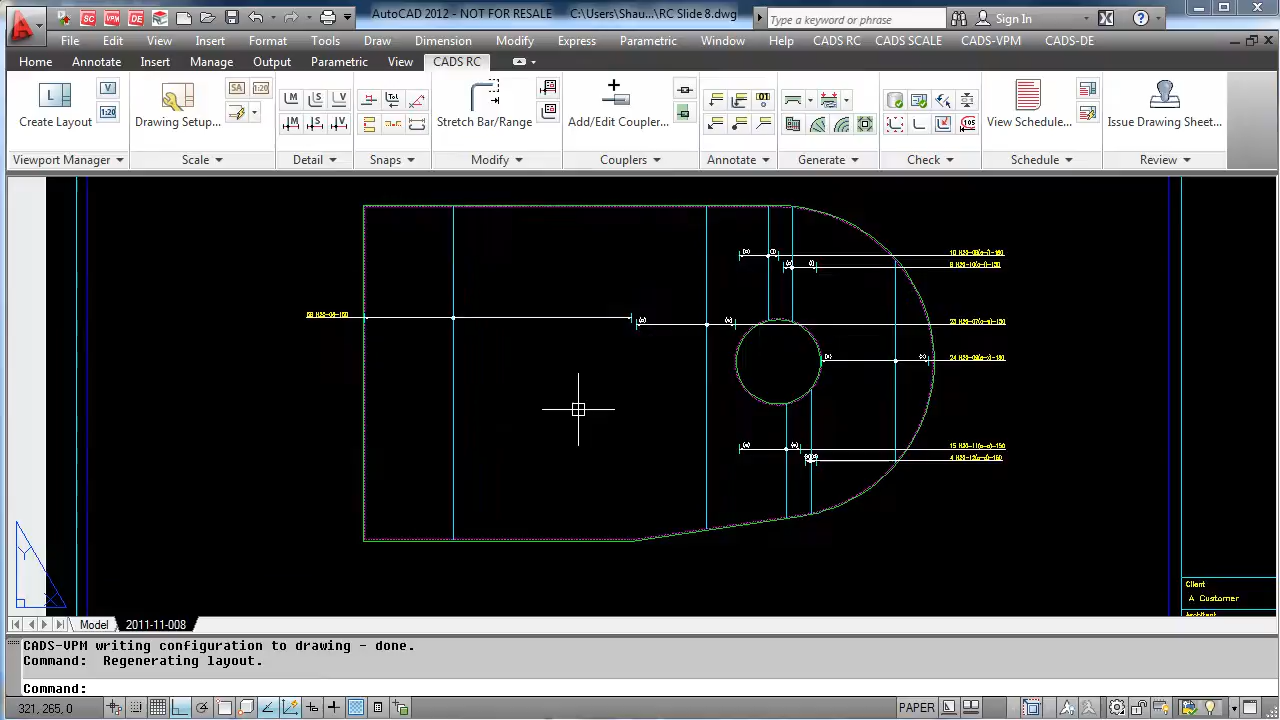 SC VPM DE
AutoCAD 2012 - NOT FOR RESALE C:\Users\Shau...\RC Slide 8.dwg
Type a keyword or phrase
Sign In
File Edit View Insert Format Tools Draw Dimension Modify Express Parametric Window Help CADS RC CADS SCALE CADS-VPM CADS-DE
Home Annotate Insert Manage Output Parametric View CADS RC
Create Layout
Drawing Setup...
Stretch Bar/Range
Add/Edit Coupler...
View Schedule...
Issue Drawing Sheet...
Viewport Manager Scale Detail Snaps Modify Couplers Annotate Generate Check Schedule Review
Client
A Customer
Model 2011-11-008
CADS-VPM writing configuration to drawing - done.
Command: Regenerating layout.
Command:
321, 265, 0
PAPER